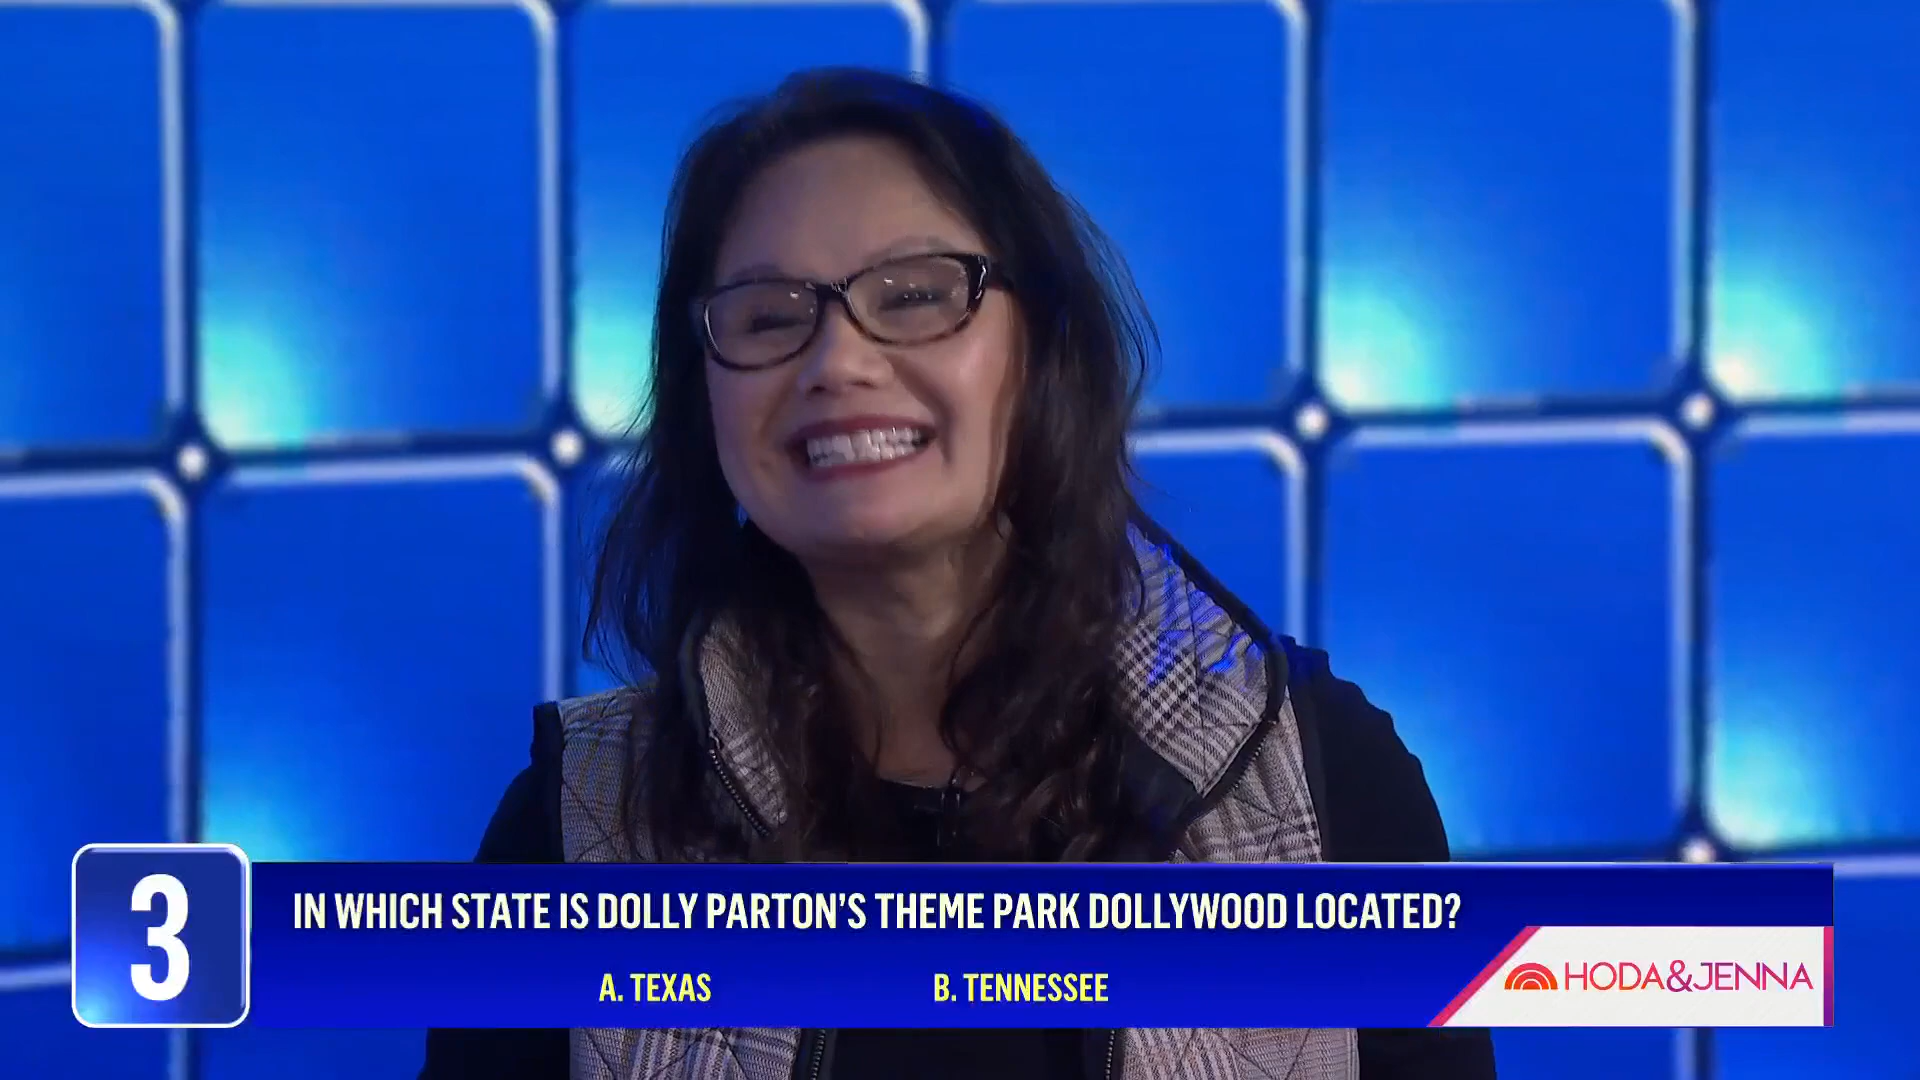 3
IN WHICH STATE IS DOLLY PARTON'S THEME PARK DOLLYWOOD LOCATED?
A. TEXAS B. TENNESSEE
HODA&JENNA